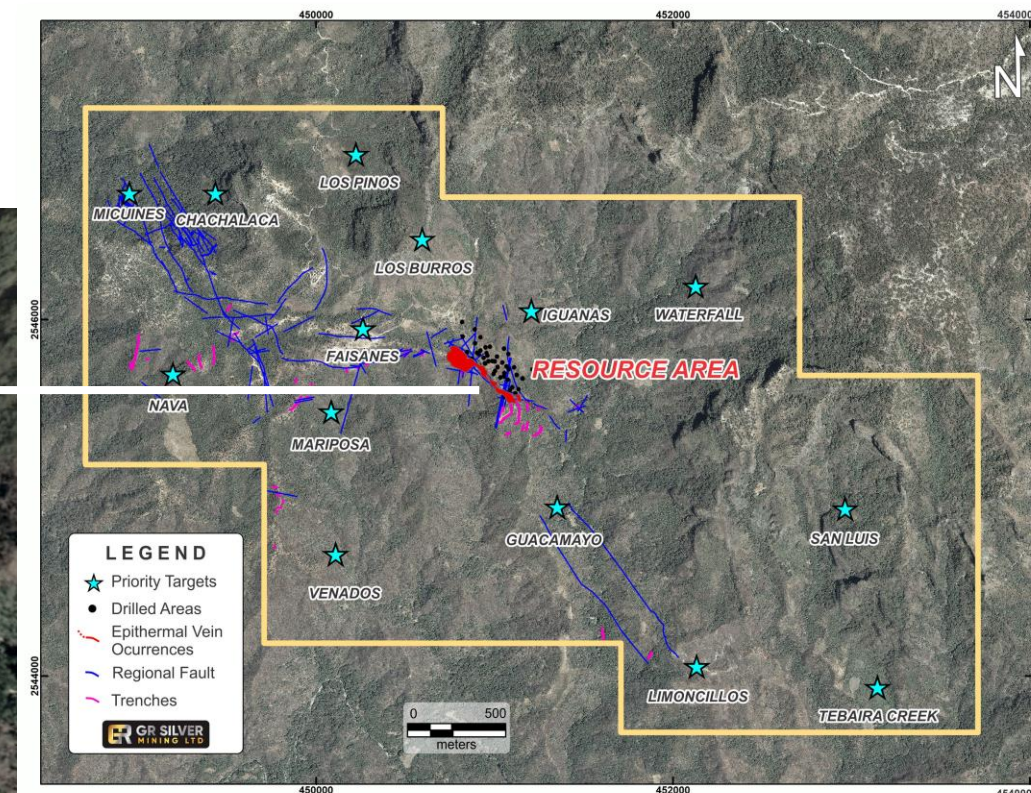 450000
452000
454000
N
LOS PINOS
MICUINES
CHACHALACA
LOS BURROS
2546000
IGUANAS
WATERFALL
FAISANES
RESOURCE AREA
NAVA
MARIPOSA
GUACAMAYO
SAN LUIS
LEGEND
Priority Targets
Drilled Areas
Epithermal Vein
Ocurrences
Regional Fault
Trenches
GR SILVER
MINING LTD
VENADOS
2544000
LIMONCILLOS
TEBAIRA CREEK
0 500
meters
450000
452000
454000